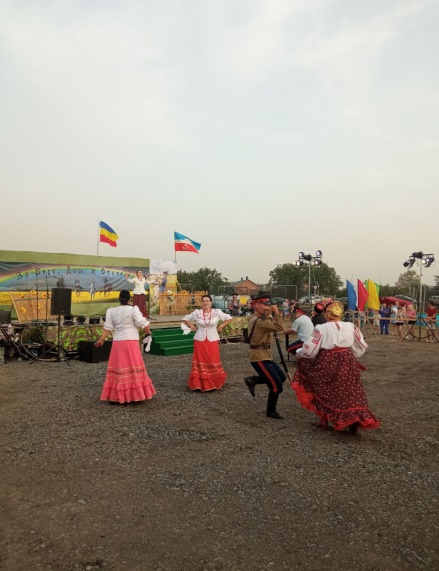 За Веру, Дон и Отечество